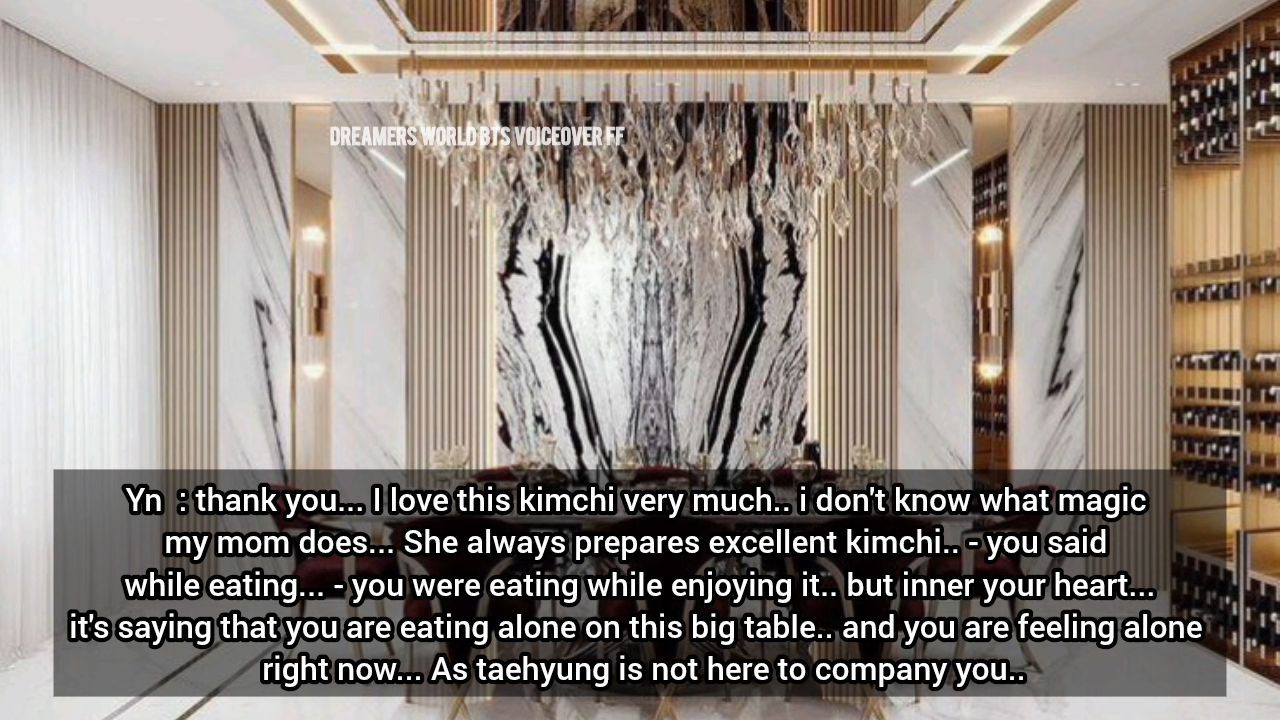 DREAMERS WORLD BTS VOICEOVER FF
Yn : thank you... I love this kimchi very much.. i don't know what magic
my mom does... She always prepares excellent kimchi.. - you said
while eating... - you were eating while enjoying it.. but inner your heart...
it's saying that you are eating alone on this big table.. and you are feeling alone
right now... As taehyung is not here to company you..